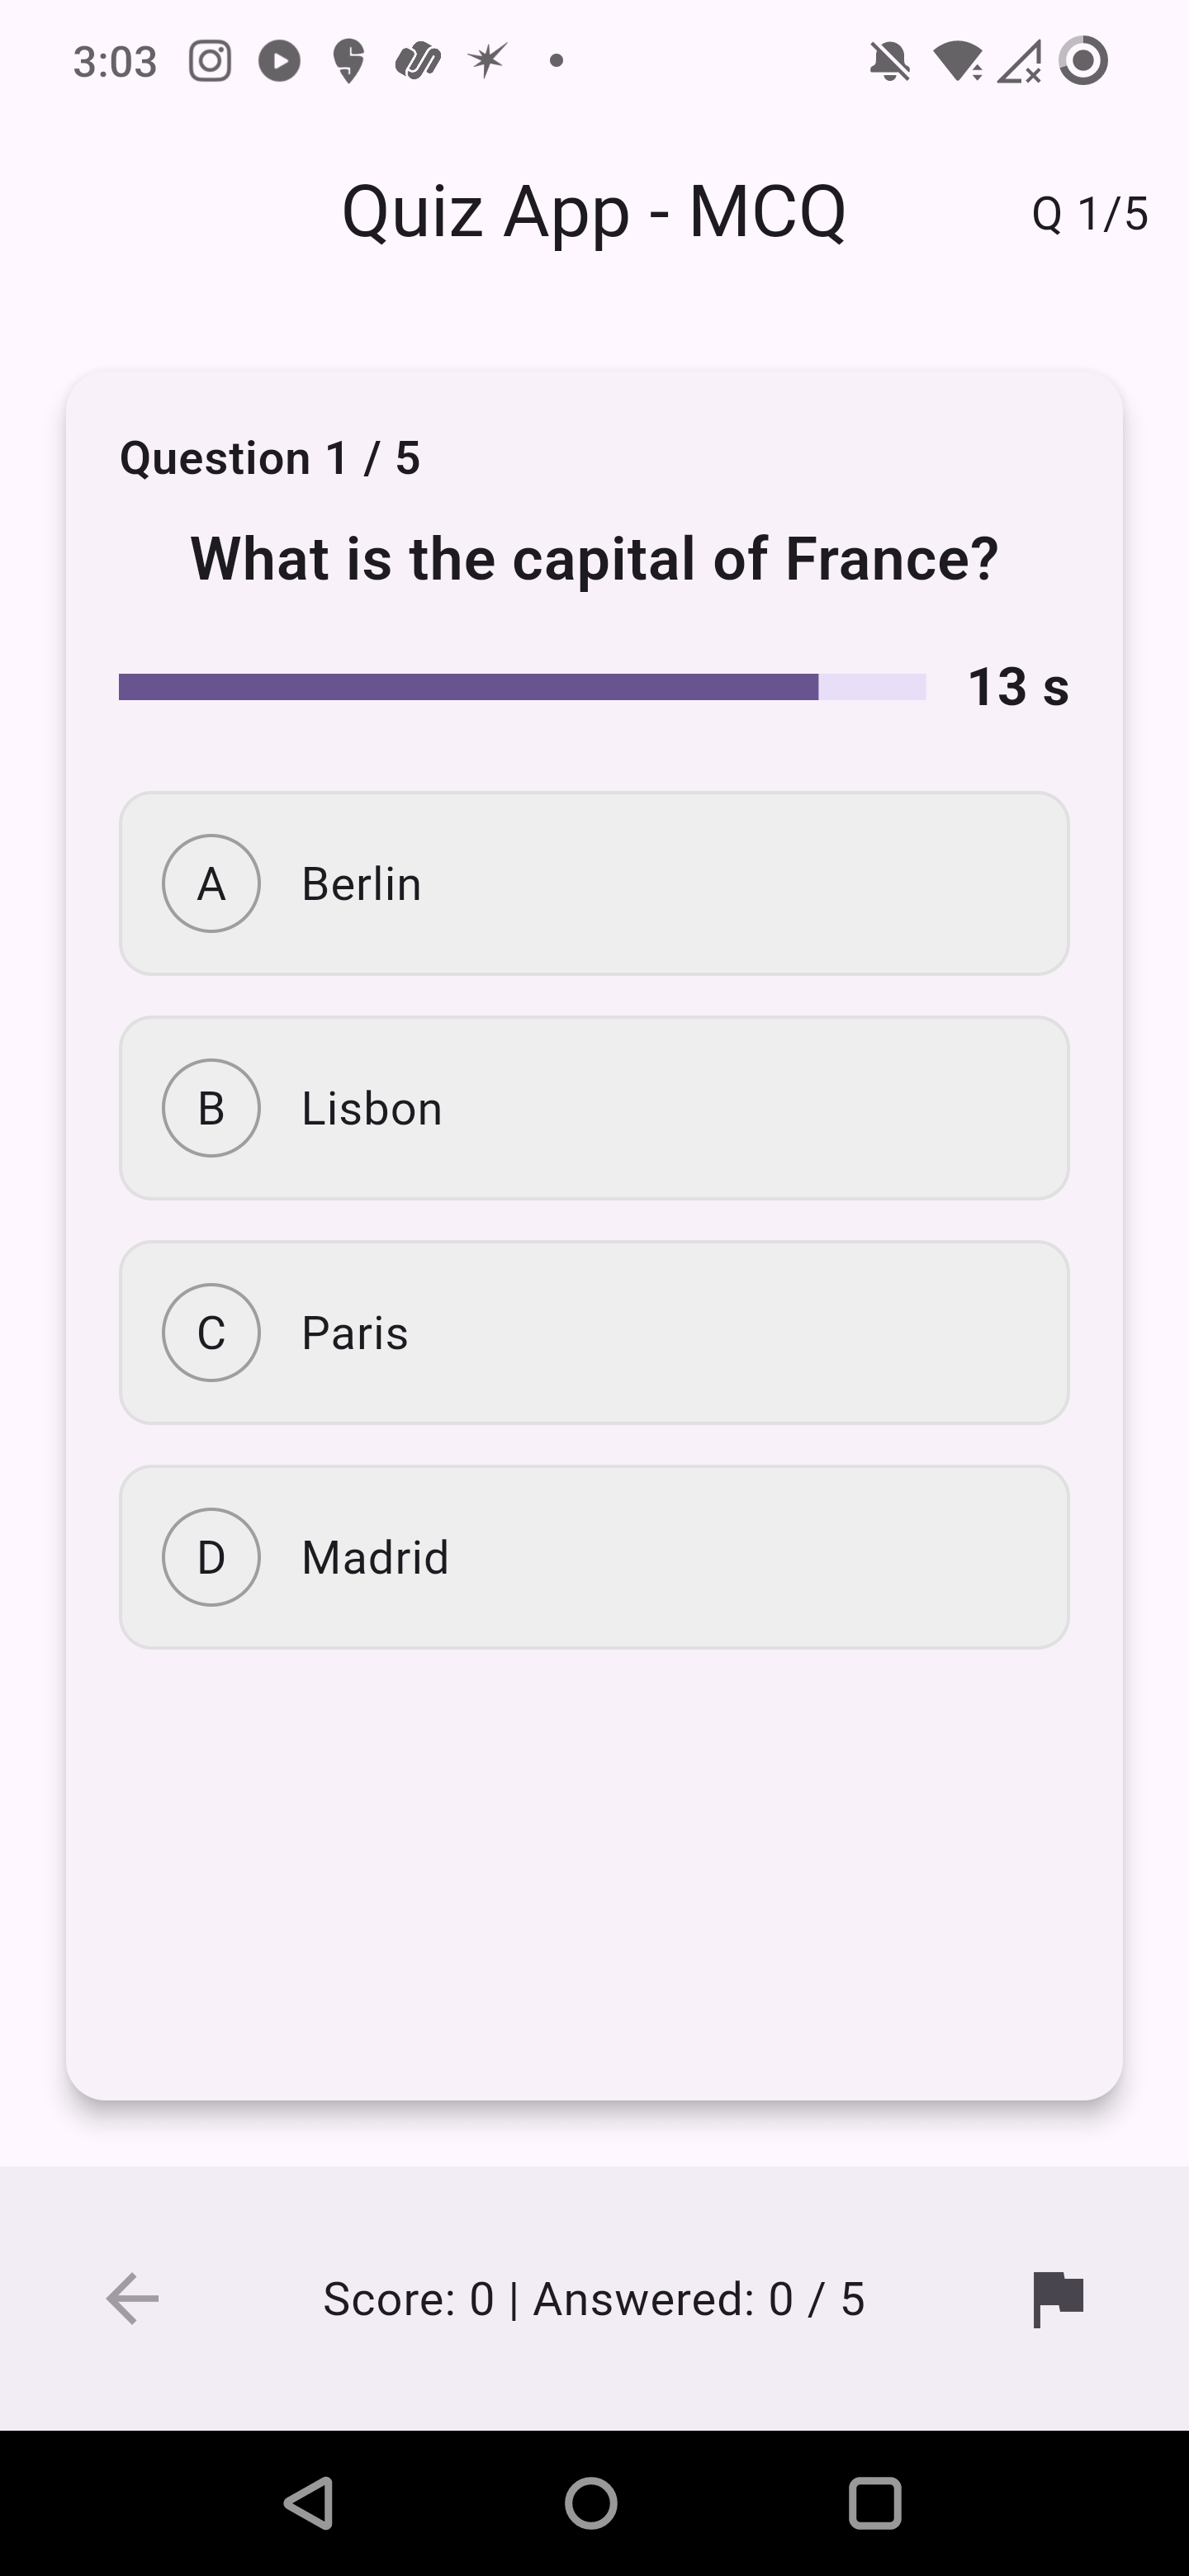 3:03
Quiz App - MCQ
Q 1/5
Question 1 / 5
What is the capital of France?
13 s
A Berlin
B Lisbon
C Paris
D Madrid
Score: 0 | Answered: 0 / 5